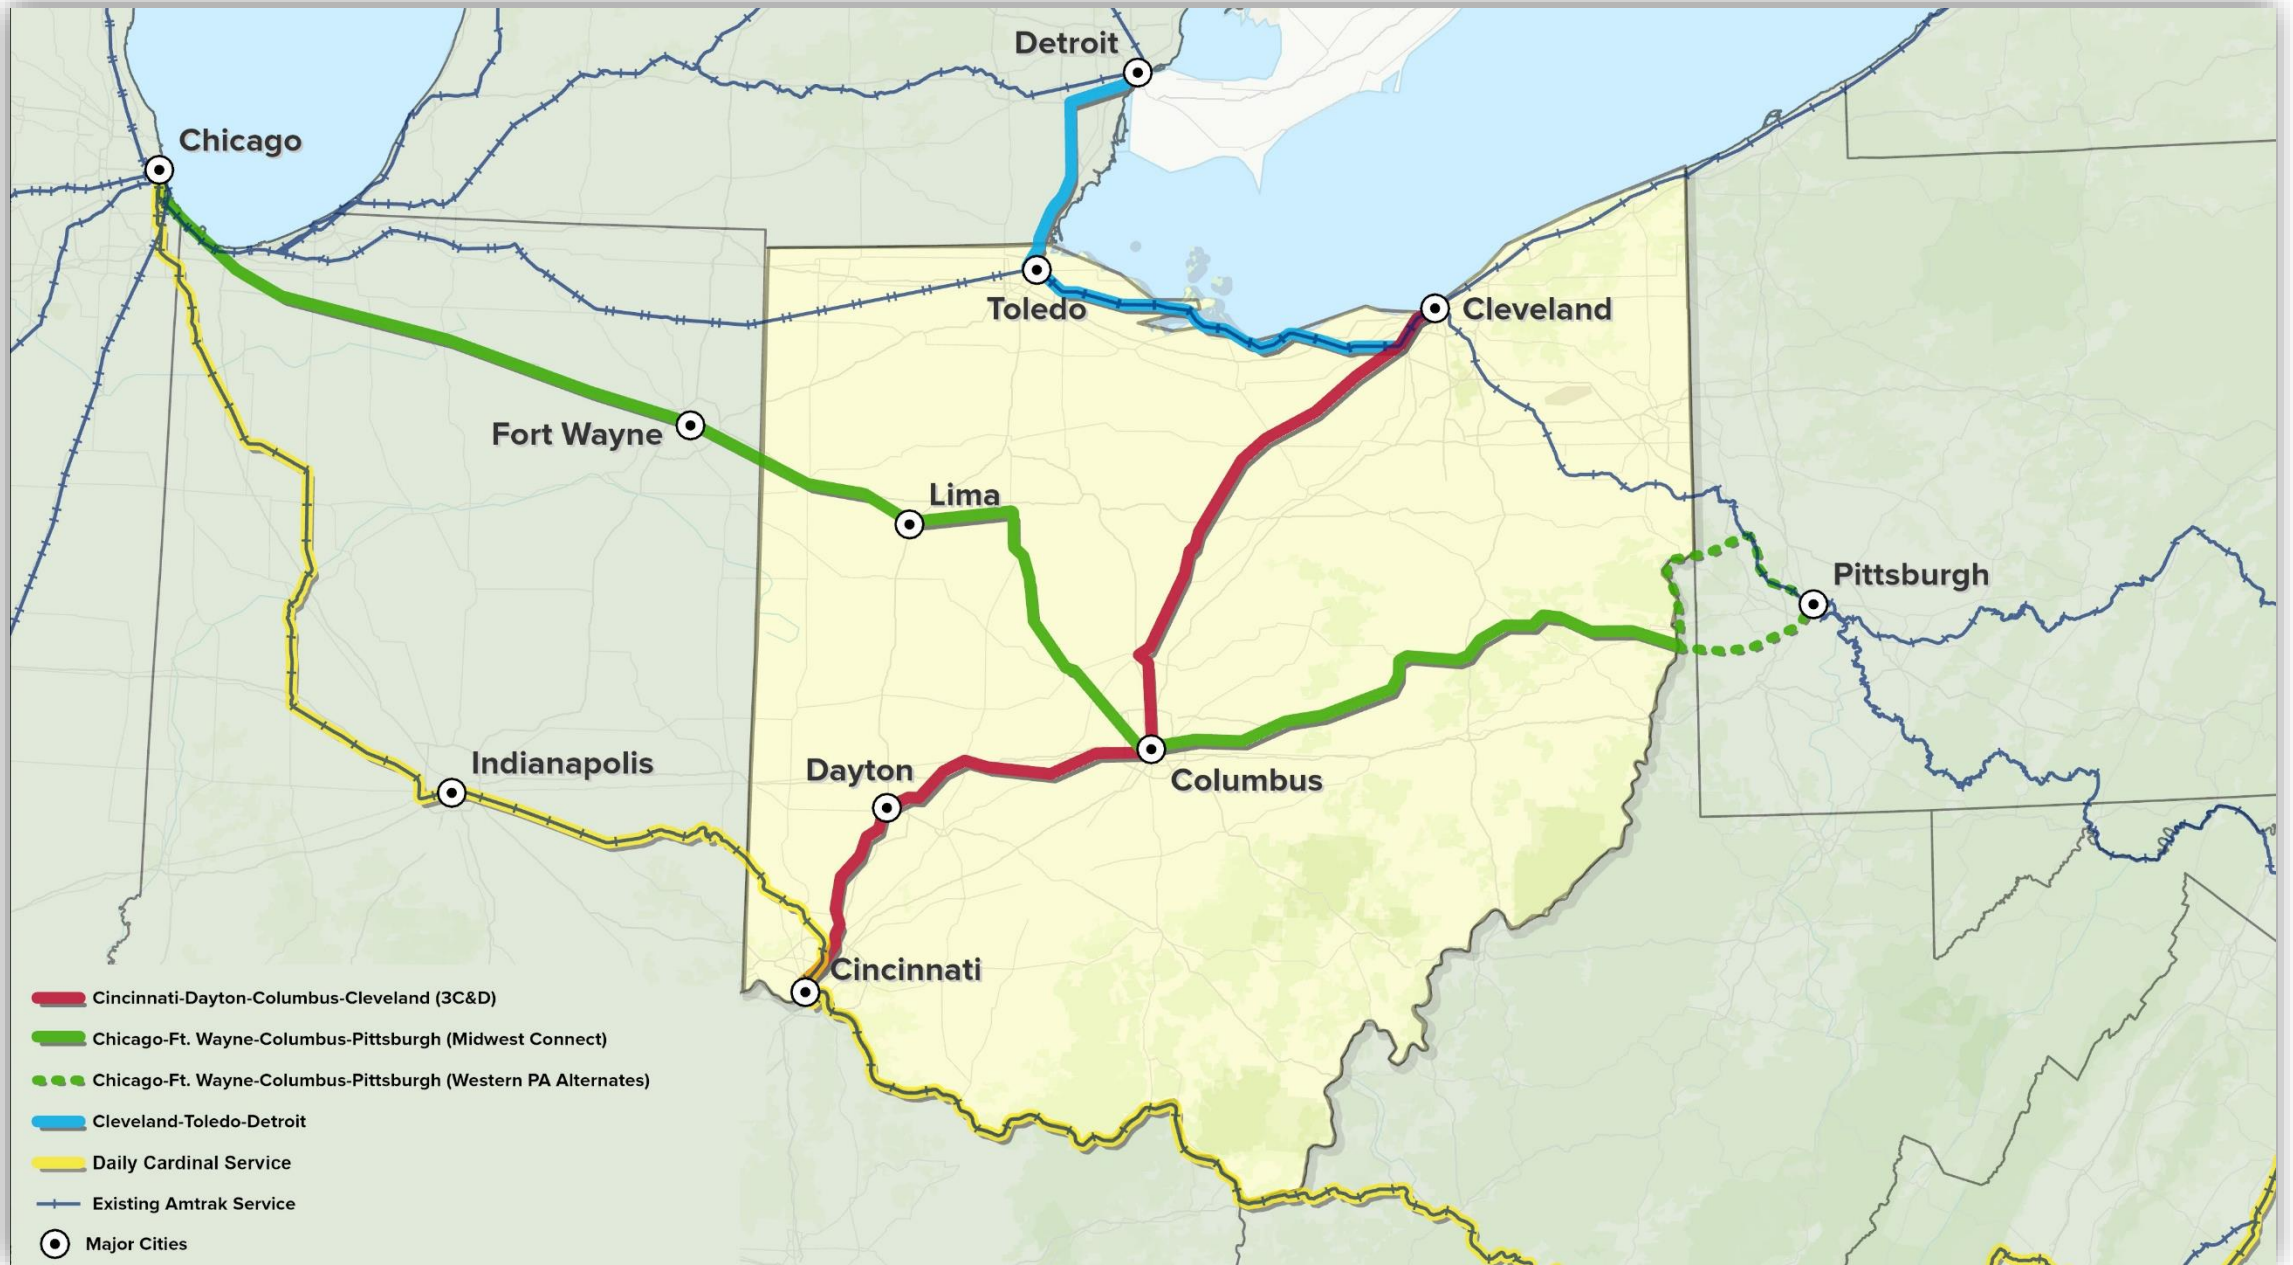 Detroit
Chicago
Toledo
Cleveland
Fort Wayne
Lima
Pittsburgh
Indianapolis
Dayton
Columbus
Cincinnati
Cincinnati-Dayton-Columbus-Cleveland (3C&D)
Chicago-Ft. Wayne-Columbus-Pittsburgh (Midwest Connect)
Chicago-Ft. Wayne-Columbus-Pittsburgh (Western PA Alternates)
Cleveland-Toledo-Detroit
Daily Cardinal Service
Existing Amtrak Service
Major Cities